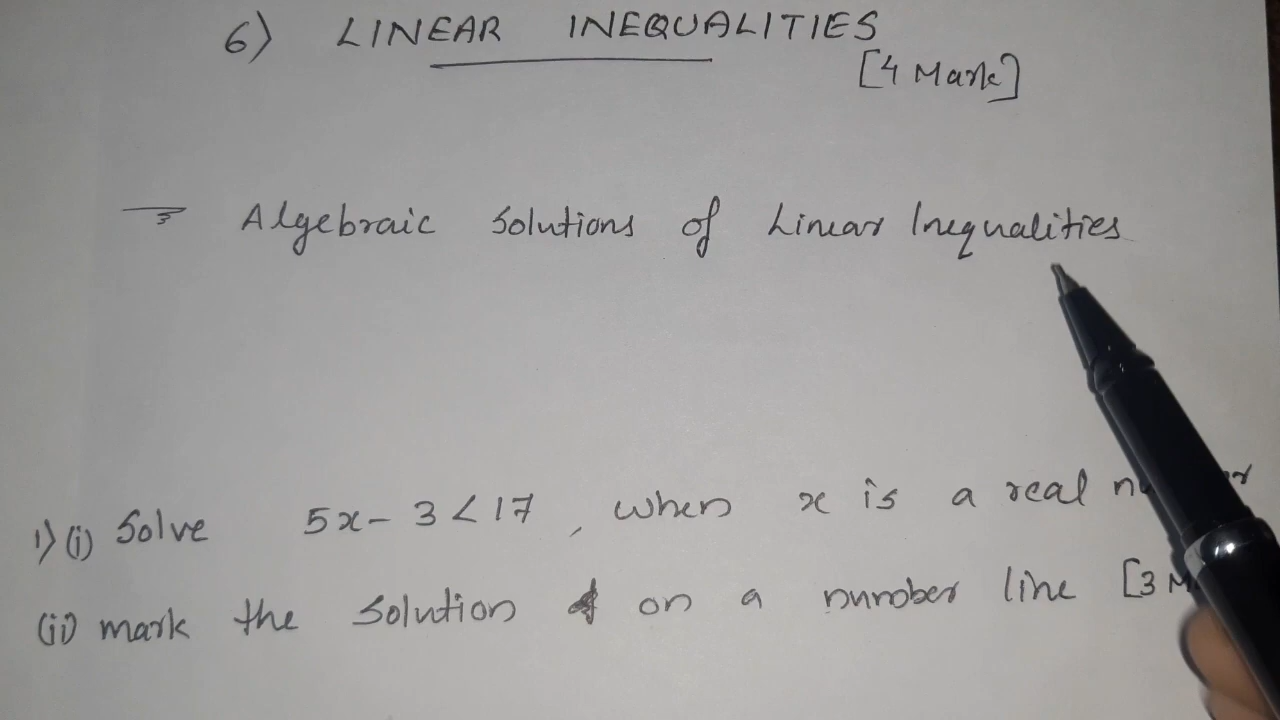 6) LINEAR INEQUALITIES
[4 Mark]
Algebraic Solutions of Linear Inequalities
1) (i) Solve 5x - 3 < 17 , when x is a real
(ii) mark the Solution on a number line [3